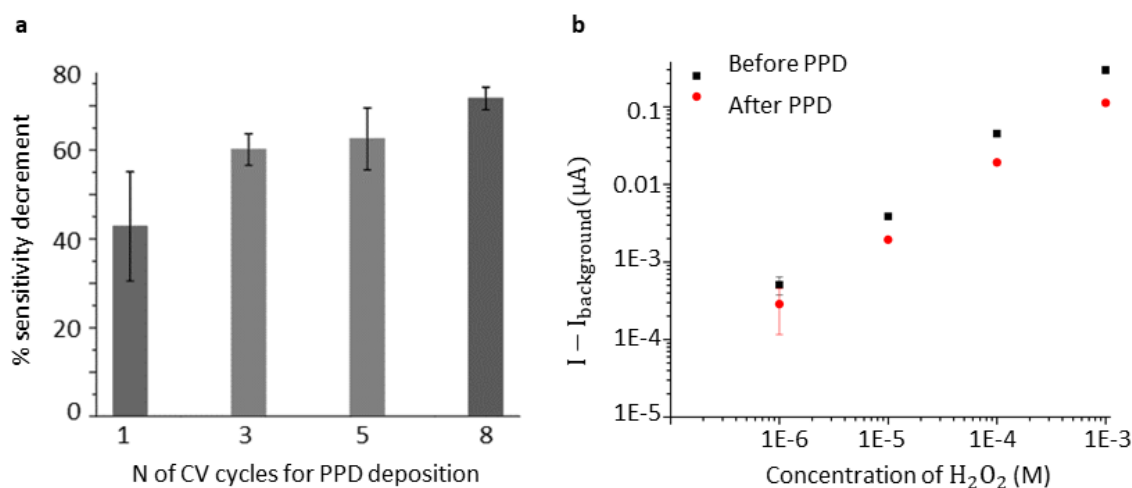 a
80
60
40
20
0
% sensitivity decrement
1 3 5 8
N of CV cycles for PPD deposition
b
Before PPD
After PPD
0.1
0.01
1E-3
1E-4
1E-5
I − I_background (μA)
1E-6 1E-5 1E-4 1E-3
Concentration of H₂O₂ (M)